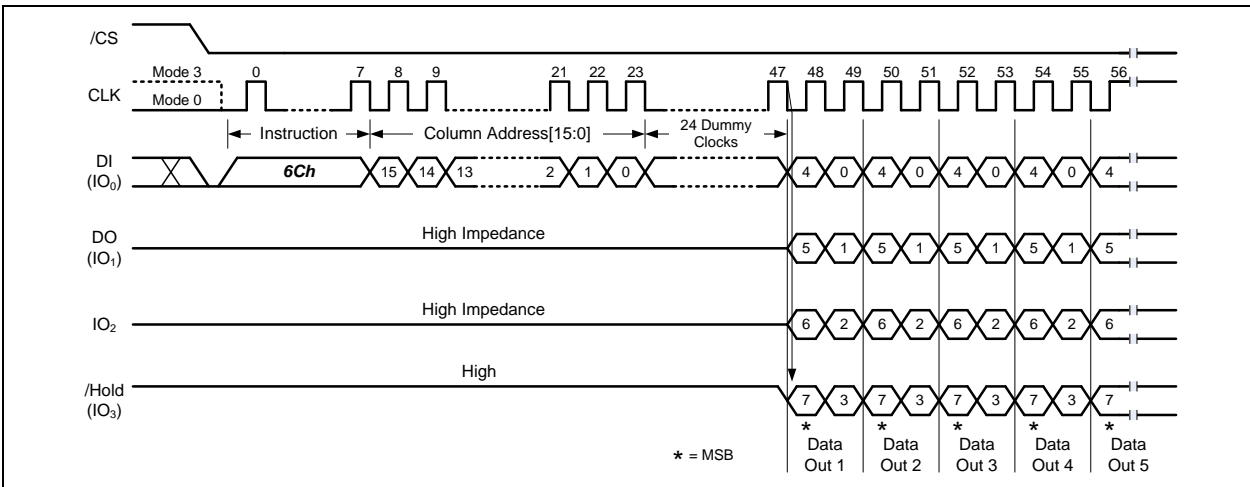 /CS
Mode 3 0 7 8 9 21 22 23 47 48 49 50 51 52 53 54 55 56
CLK
Mode 0
Instruction Column Address[15:0] 24 Dummy
Clocks
DI
(IO0)
6Ch 15 14 13 2 1 0 4 0 4 0 4 0 4 0 4
High Impedance
DO
(IO1)
5 1 5 1 5 1 5 1 5
High Impedance
IO2
6 2 6 2 6 2 6 2 6
High
/Hold
(IO3)
7 3 7 3 7 3 7 3 7
* * * * *
* = MSB
Data Data Data Data Data
Out 1 Out 2 Out 3 Out 4 Out 5